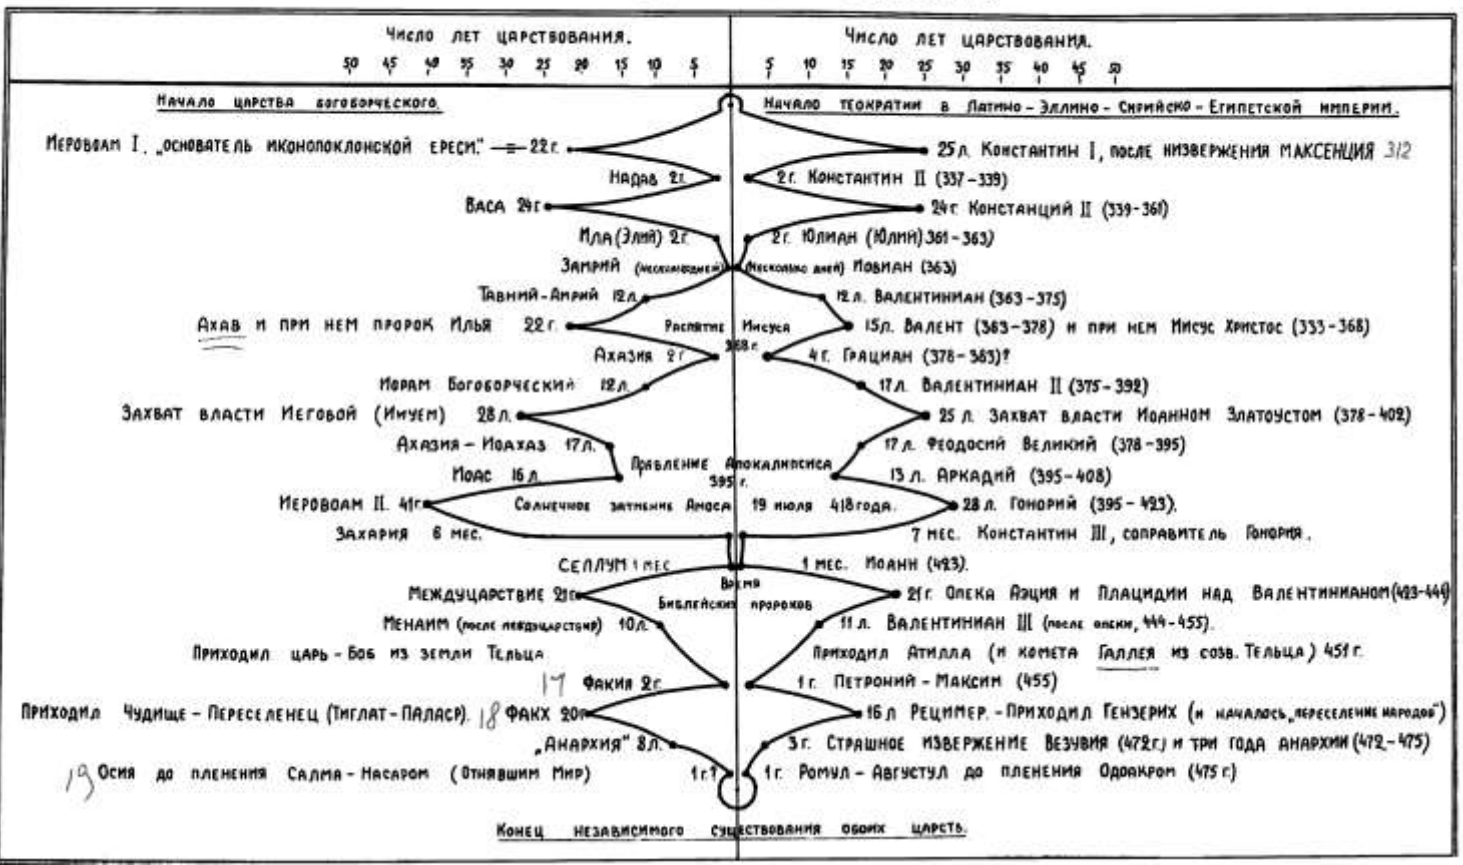 Число лет царствования. Число лет царствования.
50 45 40 35 30 25 20 15 10 5 5 10 15 20 25 30 35 40 45 50
Начало царства богоборческого. Начало теократии в Латино-Эллино-Сирийско-Египетской империи.
Иеровоам I. „основатель иконопоклонской ереси." 22 г. 25 л. Константин I, после низвержения Максенция 312
Надав 2 г. 2 г. Константин II (337-339)
Васа 24 г 24 г. Констанций II (339-361)
Ила (Элий) 2 г. 2 г. Юлиан (Юлий) 361-363)
Замрий (несколько дней) (несколько дней) Иовиан (363)
Тавний-Амрий 12 л. 12 л. Валентиниан (363-375)
Ахав и при нем пророк Илья 22 г. Распятие Иисуса 15 л. Валент (363-378) и при нем Иисус Христос (333-368)
368 г.
Ахазия 2 г 4 г. Грациан (378-383)?
Иорам Богоборческий 12 л. 17 л. Валентиниан II (375-392)
Захват власти Иеговой (Ииуем) 28 л. 25 л. Захват власти Иоанном Златоустом (378-402)
Ахазия-Иоахаз 17 л. 17 л. Феодосий Великий (378-395)
Иоас 16 л. Появление Апокалипсиса 13 л. Аркадий (395-408)
395 г.
Иеровоам II. 41 г Солнечное затмение Амоса 19 июля 418 года. 28 л. Гонорий (395-423).
Захария 6 мес. 7 мес. Константин III, соправитель Гонория.
Селлум 1 мес 1 мес. Иоанн (423).
Время
Междуцарствие 21 г. Библейских пророков 21 г. Опека Аэция и Плацидии над Валентинианом (423-444)
Менаим (после междуцарствия) 10 л. 11 л. Валентиниан III (после опеки, 444-455).
Приходил царь-Боб из земли Тельца Приходил Атилла (и комета Галлея из созв. Тельца) 451 г.
17 Факия 2 г. 1 г. Петроний-Максим (455)
Приходил Чудище-Переселенец (Тиглат-Паласр). 18 Факх 20 г 16 л Рецимер.-Приходил Гензерих (и началось „переселение народов")
„Анархия" 8 л. 3 г. Страшное извержение Везувия (472 г.) и три года анархии (472-475)
19 Осия до пленения Салма-Насаром (Отнявшим Мир) 1 г.? 1 г. Ромул-Августул до пленения Одоакром (475 г.)
Конец независимого существования обоих царств.